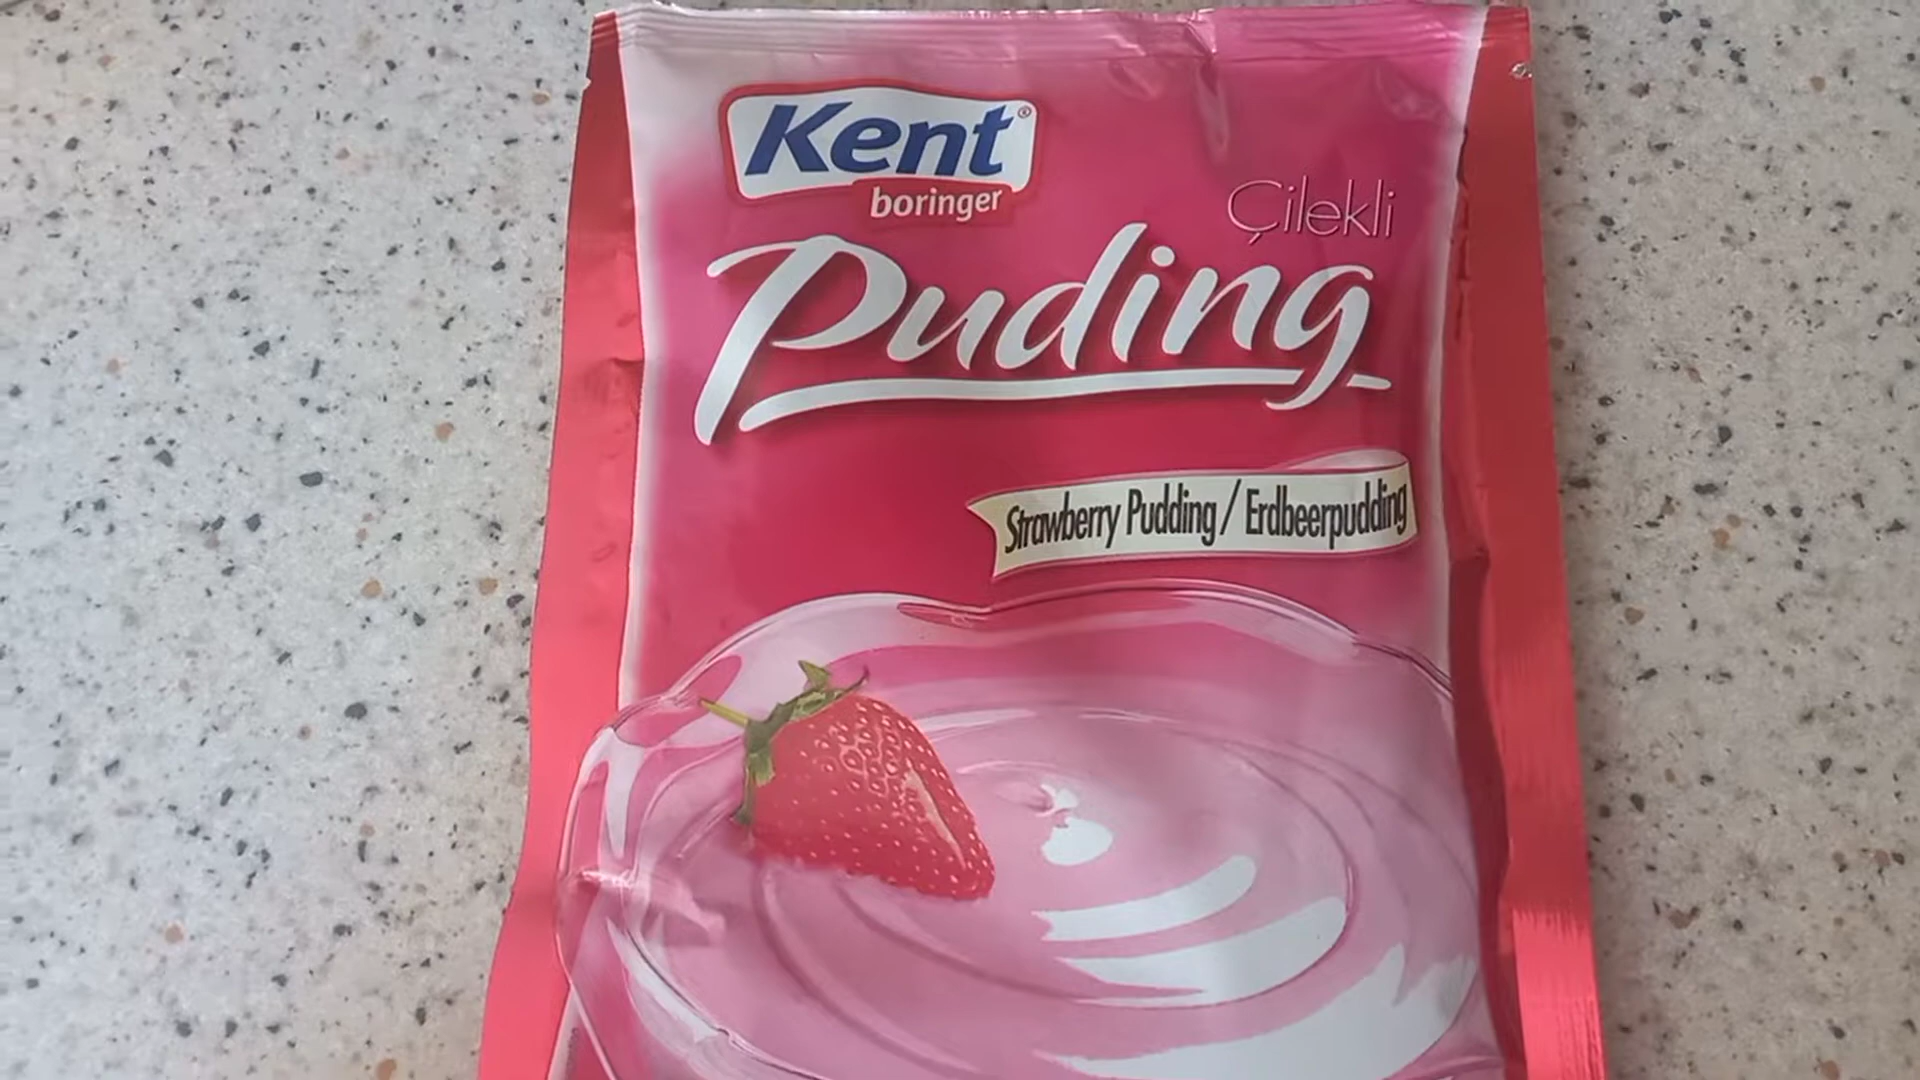 Kent®
boringer
Çilekli
Puding
Strawberry Pudding / Erdbeerpudding